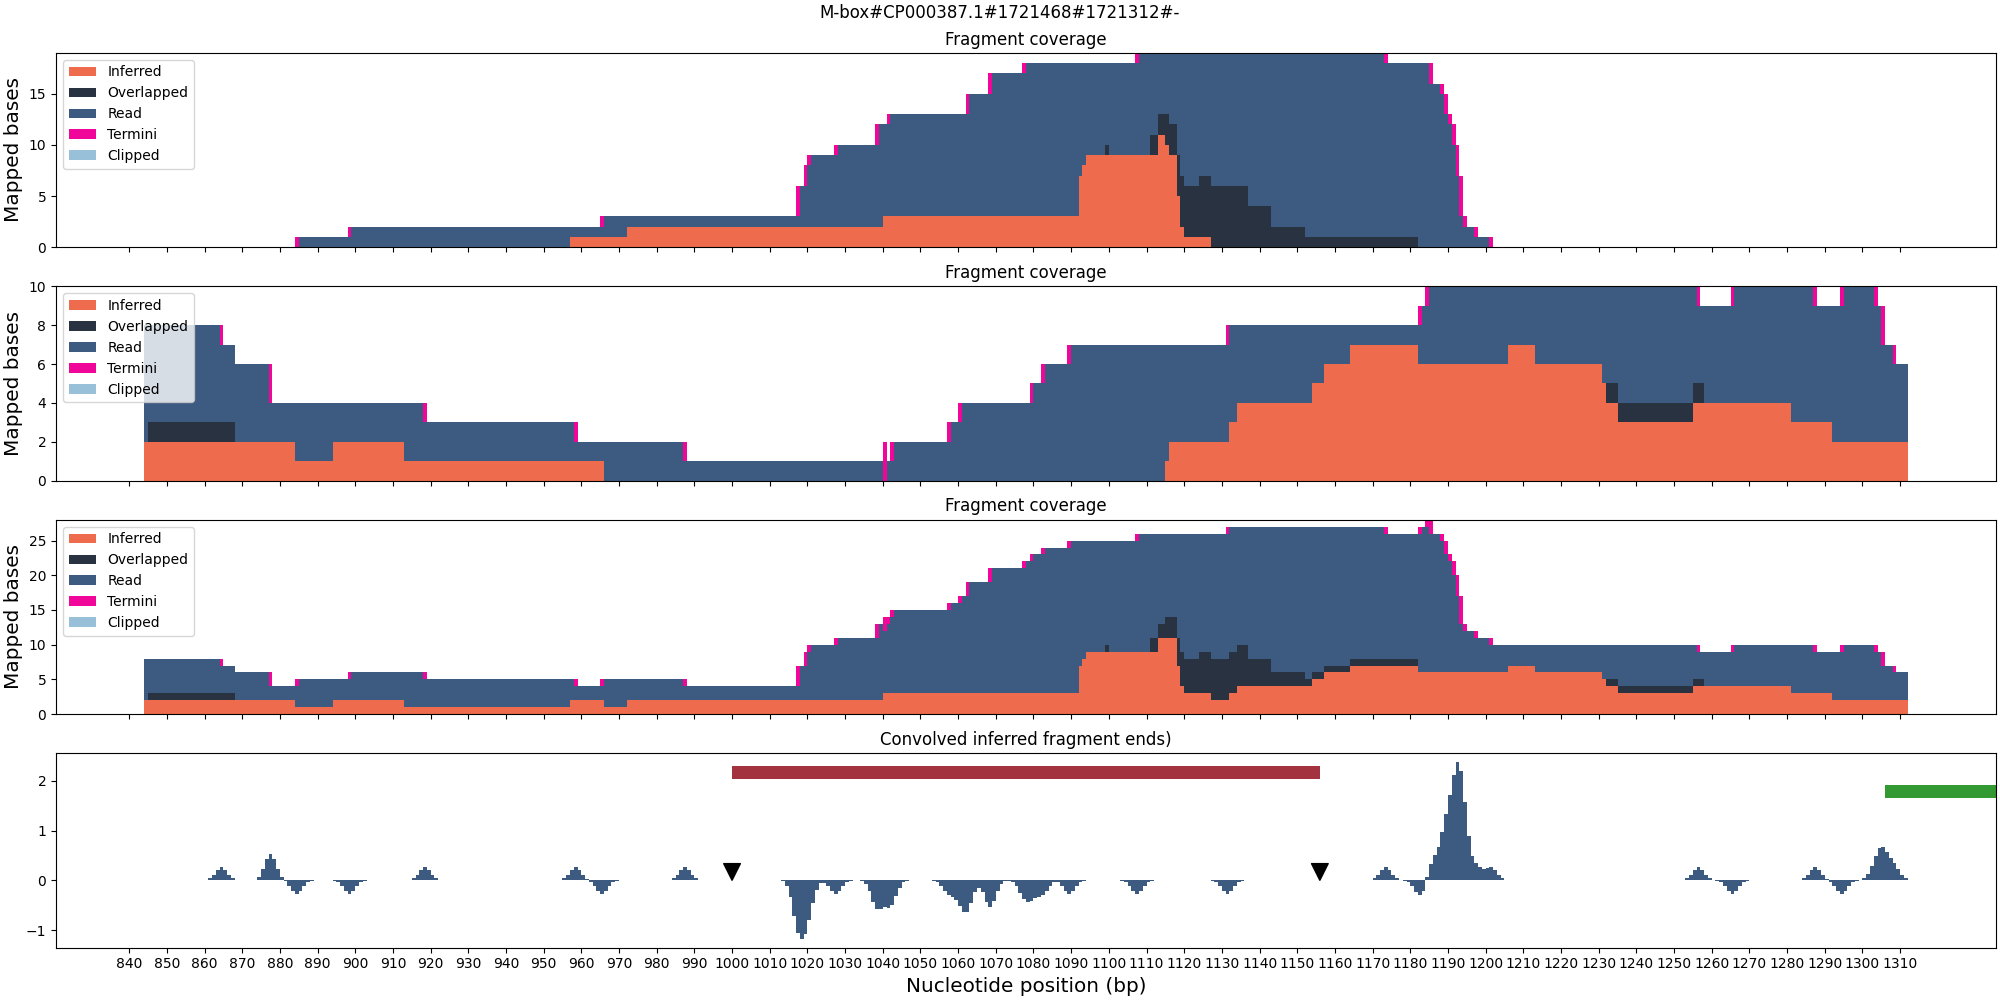 M-box#CP000387.1#1721468#1721312#-
Fragment coverage
Mapped bases
15
10
5
0
Inferred
Overlapped
Read
Termini
Clipped
Fragment coverage
Mapped bases
10
8
6
4
2
0
Inferred
Overlapped
Read
Termini
Clipped
Fragment coverage
Mapped bases
25
20
15
10
5
0
Inferred
Overlapped
Read
Termini
Clipped
Convolved inferred fragment ends)
2
1
0
−1
840 850 860 870 880 890 900 910 920 930 940 950 960 970 980 990 1000 1010 1020 1030 1040 1050 1060 1070 1080 1090 1100 1110 1120 1130 1140 1150 1160 1170 1180 1190 1200 1210 1220 1230 1240 1250 1260 1270 1280 1290 1300 1310
Nucleotide position (bp)